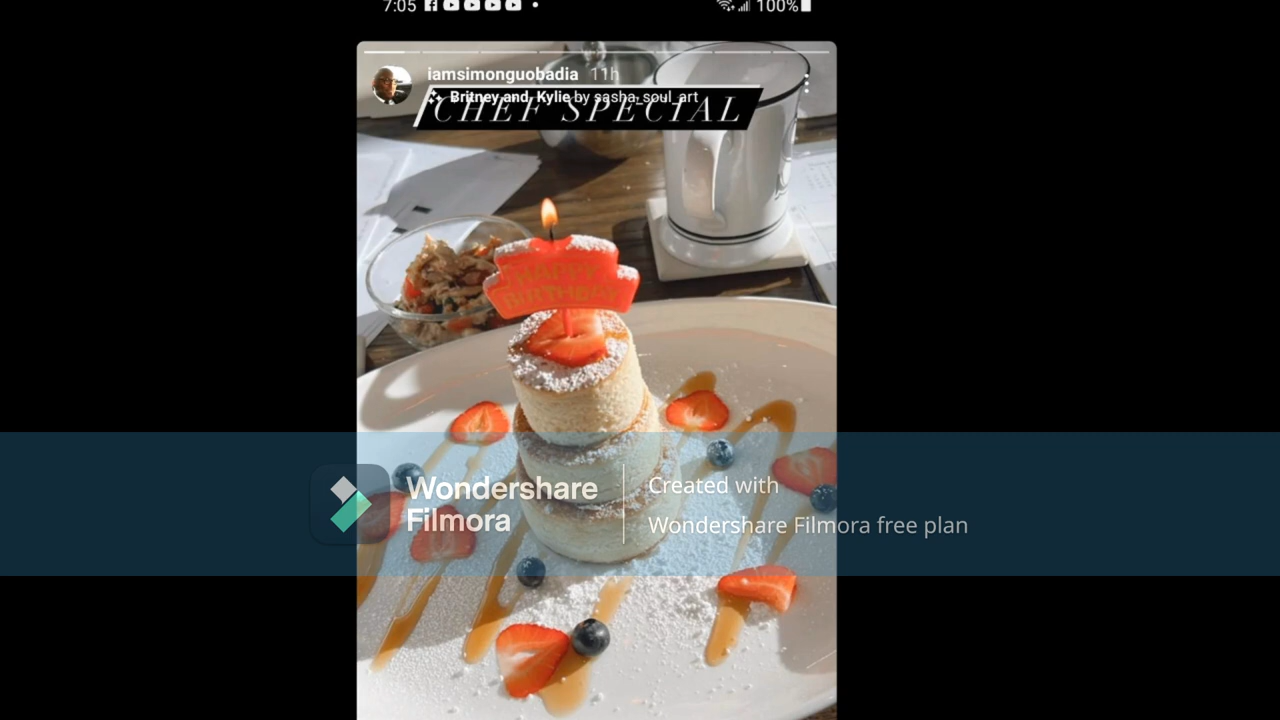 7:05
100%
iamsimonguobadia 11h
Britney and Kylie by sasha_soul_art
CHEF SPECIAL
HAPPY
BIRTHDAY
Wondershare
Filmora
Created with
Wondershare Filmora free plan